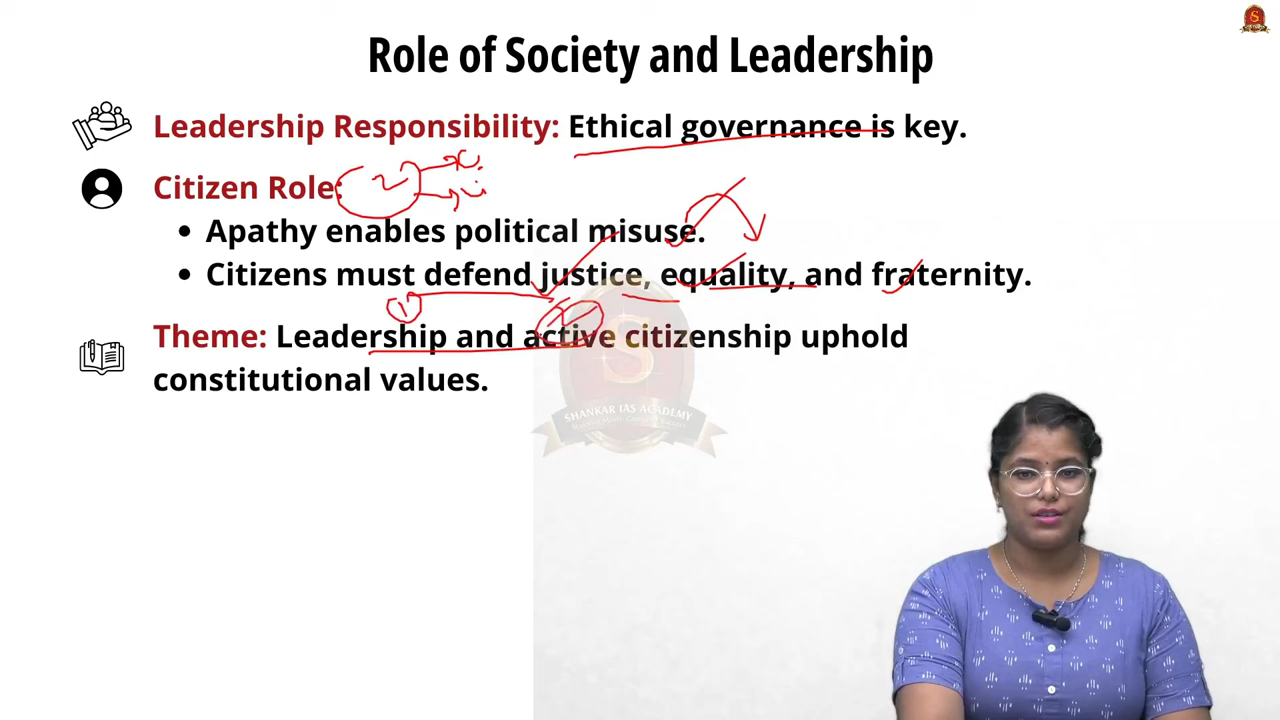 Role of Society and Leadership
Leadership Responsibility: Ethical governance is key.
Citizen Role:
Apathy enables political misuse.
Citizens must defend justice, equality, and fraternity.
Theme: Leadership and active citizenship uphold
constitutional values.
SHANKAR IAS ACADEMY